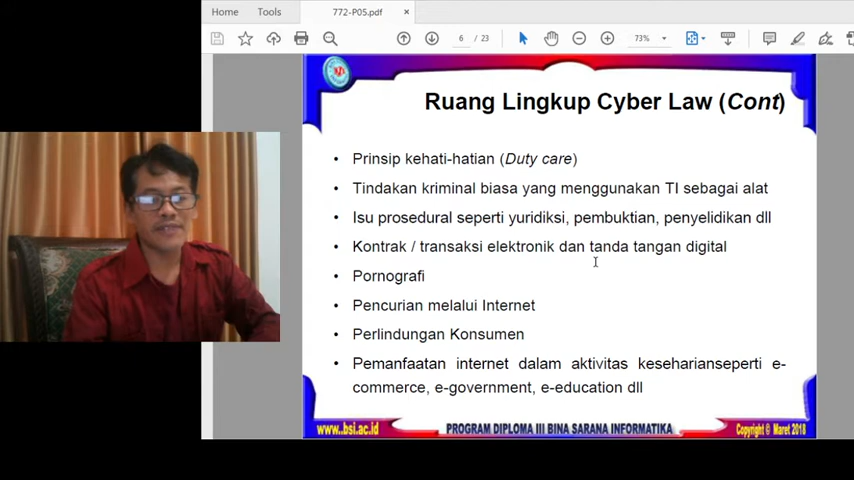 Home Tools 772-P05.pdf ×
6 / 23 73%
Ruang Lingkup Cyber Law (Cont)
• Prinsip kehati-hatian (Duty care)
• Tindakan kriminal biasa yang menggunakan TI sebagai alat
• Isu prosedural seperti yuridiksi, pembuktian, penyelidikan dll
• Kontrak / transaksi elektronik dan tanda tangan digital
• Pornografi
• Pencurian melalui Internet
• Perlindungan Konsumen
• Pemanfaatan internet dalam aktivitas keseharianseperti e-
commerce, e-government, e-education dll
www..bsi.ac.id PROGRAM DIPLOMA III BINA SARANA INFORMATIKA Copyright © Maret 2018